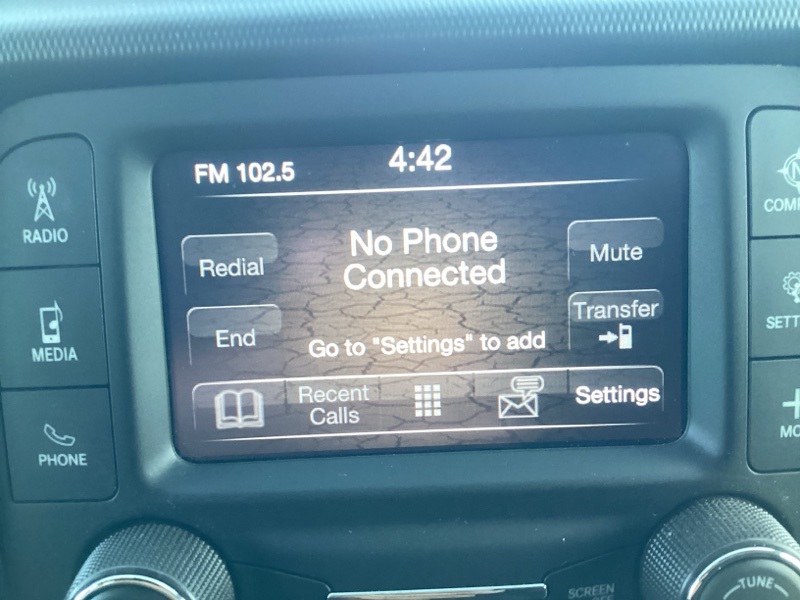 FM 102.5
4:42
RADIO
MEDIA
PHONE
No Phone
Connected
Redial
End
Mute
Transfer
Go to "Settings" to add
Recent
Calls
Settings
SCREEN
TUNE